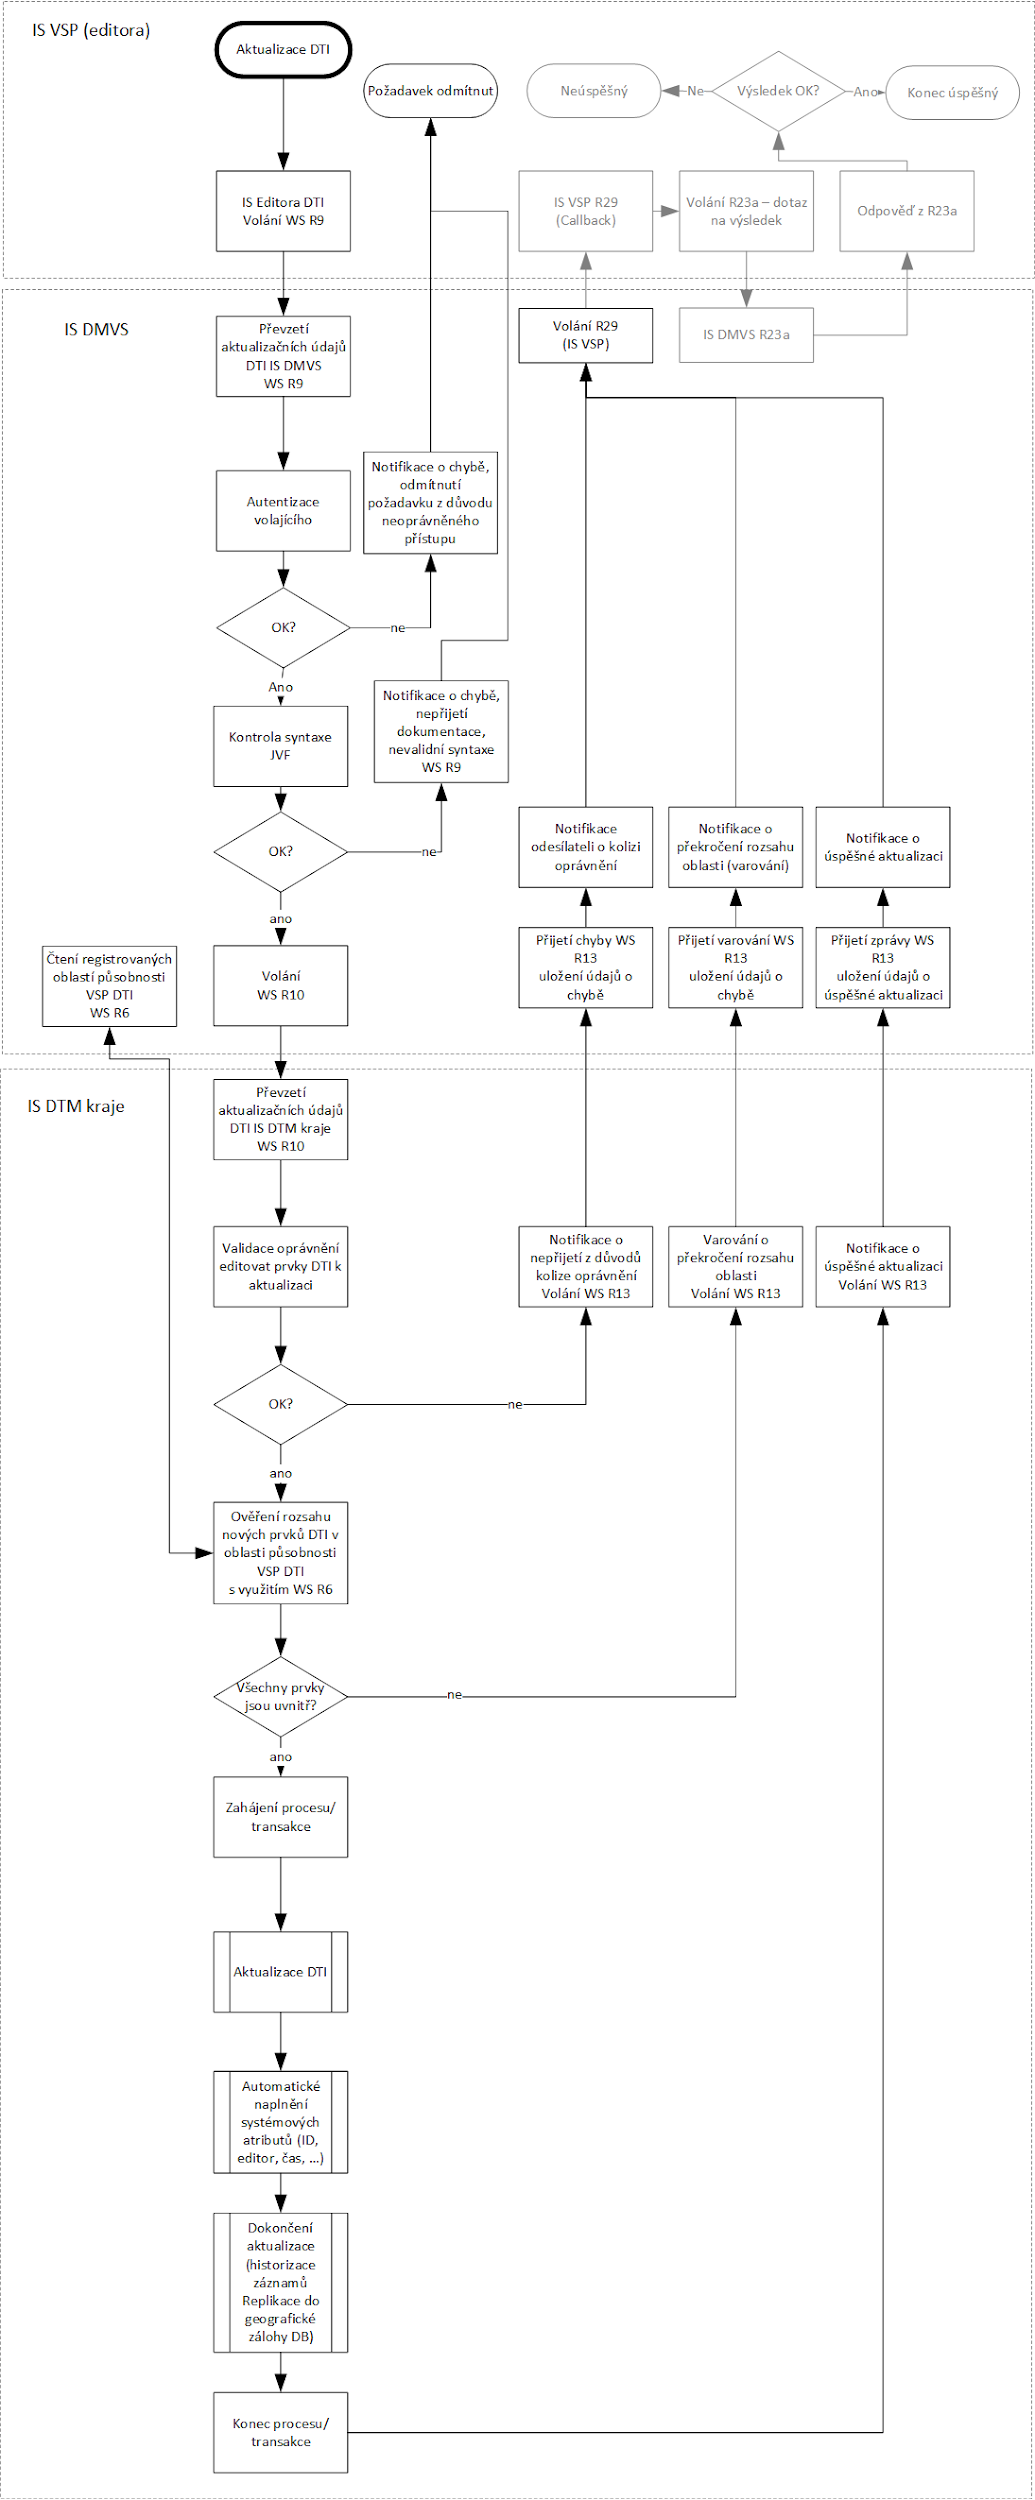 IS VSP (editora)
Aktualizace DTI
Požadavek odmítnut
Neúspěšný
Ne
Výsledek OK?
Ano
Konec úspěšný
IS Editora DTI
Volání WS R9
IS VSP R29
(Callback)
Volání R23a – dotaz
na výsledek
Odpověď z R23a
IS DMVS
Převzetí
aktualizačních údajů
DTI IS DMVS
WS R9
Volání R29
(IS VSP)
IS DMVS R23a
Autentizace
volajícího
Notifikace o chybě,
odmítnutí
požadavku z důvodu
neoprávněného
přístupu
OK?
ne
Ano
Kontrola syntaxe
JVF
Notifikace o chybě,
nepřijetí
dokumentace,
nevalidní syntaxe
WS R9
OK?
ne
ano
Notifikace
odesílateli o kolizi
oprávnění
Notifikace o
překročení rozsahu
oblasti (varování)
Notifikace o
úspěšné aktualizaci
Čtení registrovaných
oblastí působnosti
VSP DTI
WS R6
Volání
WS R10
Přijetí chyby WS
R13
uložení údajů o
chybě
Přijetí varování WS
R13
uložení údajů o
chybě
Přijetí zprávy WS
R13
uložení údajů o
úspěšné aktualizaci
IS DTM kraje
Převzetí
aktualizačních údajů
DTI IS DTM kraje
WS R10
Validace oprávnění
editovat prvky DTI k
aktualizaci
Notifikace o
nepřijetí z důvodů
kolize oprávnění
Volání WS R13
Varování o
překročení rozsahu
oblasti
Volání WS R13
Notifikace o
úspěšné aktualizaci
Volání WS R13
OK?
ne
ano
Ověření rozsahu
nových prvků DTI v
oblasti působnosti
VSP DTI
s využitím WS R6
Všechny prvky
jsou uvnitř?
ne
ano
Zahájení procesu/
transakce
Aktualizace DTI
Automatické
naplnění
systémových
atributů (ID,
editor, čas, …)
Dokončení
aktualizace
(historizace
záznamů
Replikace do
geografické
zálohy DB)
Konec procesu/
transakce